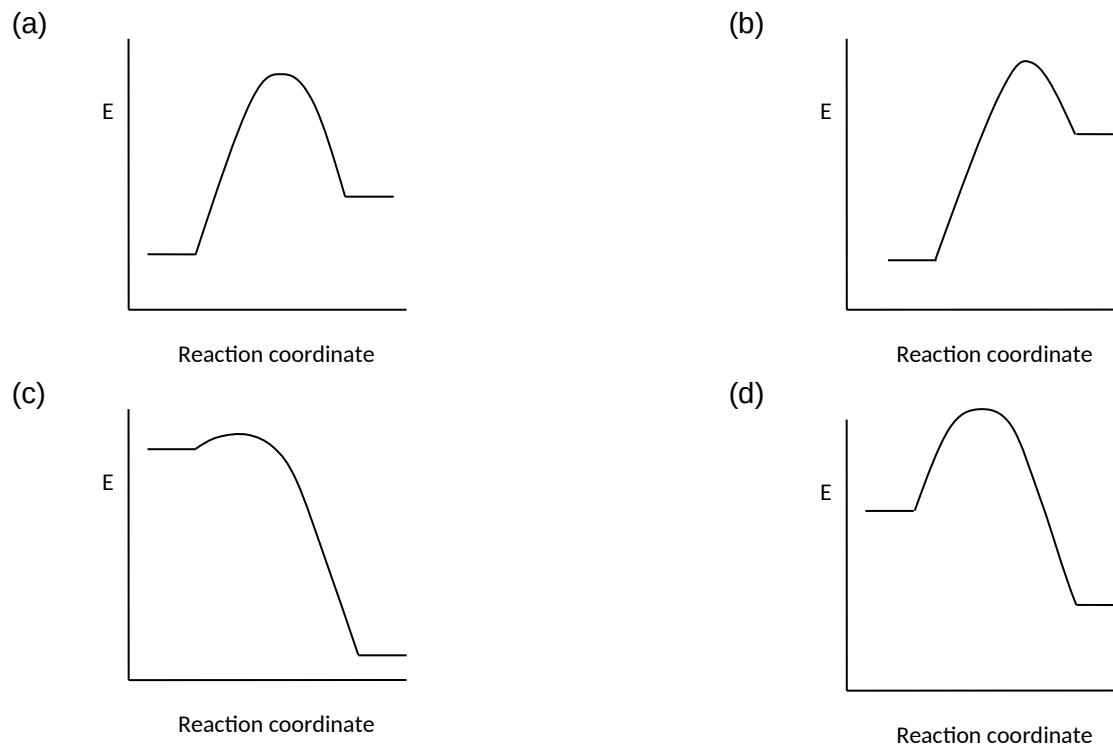 (a)
(b)
E
E
Reaction coordinate
Reaction coordinate
(c)
(d)
E
E
Reaction coordinate
Reaction coordinate